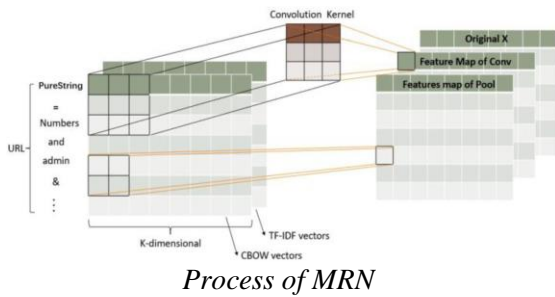 Convolution Kernel
Original X
Feature Map of Conv
Features map of Pool
PureString
=
Numbers
and
URL
admin
&
⋮
K-dimensional
TF-IDF vectors
CBOW vectors
Process of MRN